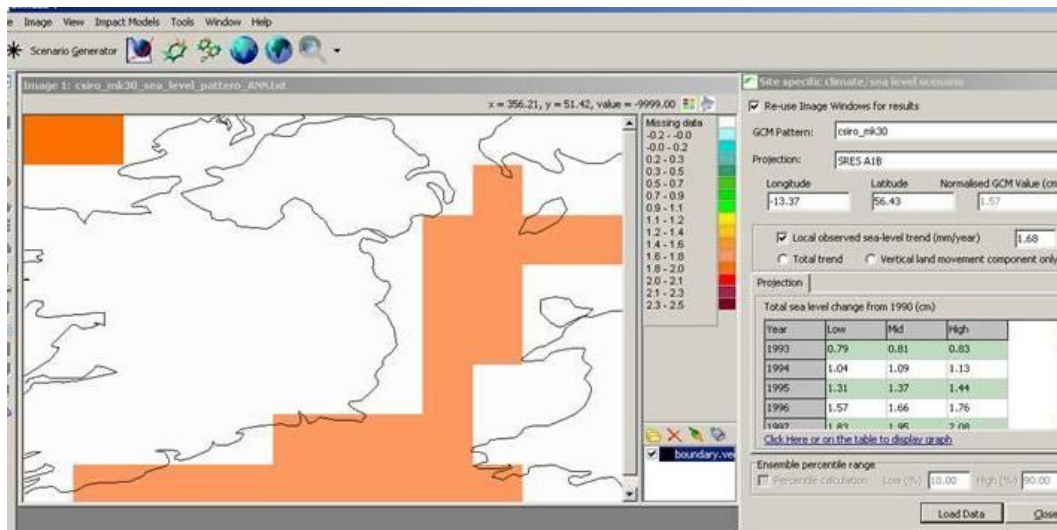 e Image View Impact Models Tools Window Help
Scenario Generator
Image 1: csiro_mk30_sea_level_pattern_ANN.txt
x = 356.21, y = 51.42, value = -9999.00
Missing data
-0.2 - -0.0
-0.0 - 0.2
0.2 - 0.3
0.3 - 0.5
0.5 - 0.7
0.7 - 0.9
0.9 - 1.1
1.1 - 1.2
1.2 - 1.4
1.4 - 1.6
1.6 - 1.8
1.8 - 2.0
2.0 - 2.1
2.1 - 2.3
2.3 - 2.5
boundary.vec
Site specific climate/sea level scenario
Re-use Image Windows for results
GCM Pattern: csiro_mk30
Projection: SRES A1B
Longitude Latitude Normalised GCM Value (cm
-13.37 56.43 1.57
Local observed sea-level trend (mm/year) 1.68
Total trend Vertical land movement component only
Projection
Total sea level change from 1990 (cm)
Year Low Mid High
1993 0.79 0.81 0.83
1994 1.04 1.09 1.13
1995 1.31 1.37 1.44
1996 1.57 1.66 1.76
1997 1.83 1.95 2.08
Click Here or on the table to display graph
Ensemble percentile range
Percentile calculation Low (%) 10.00 High (%) 90.00
Load Data Close